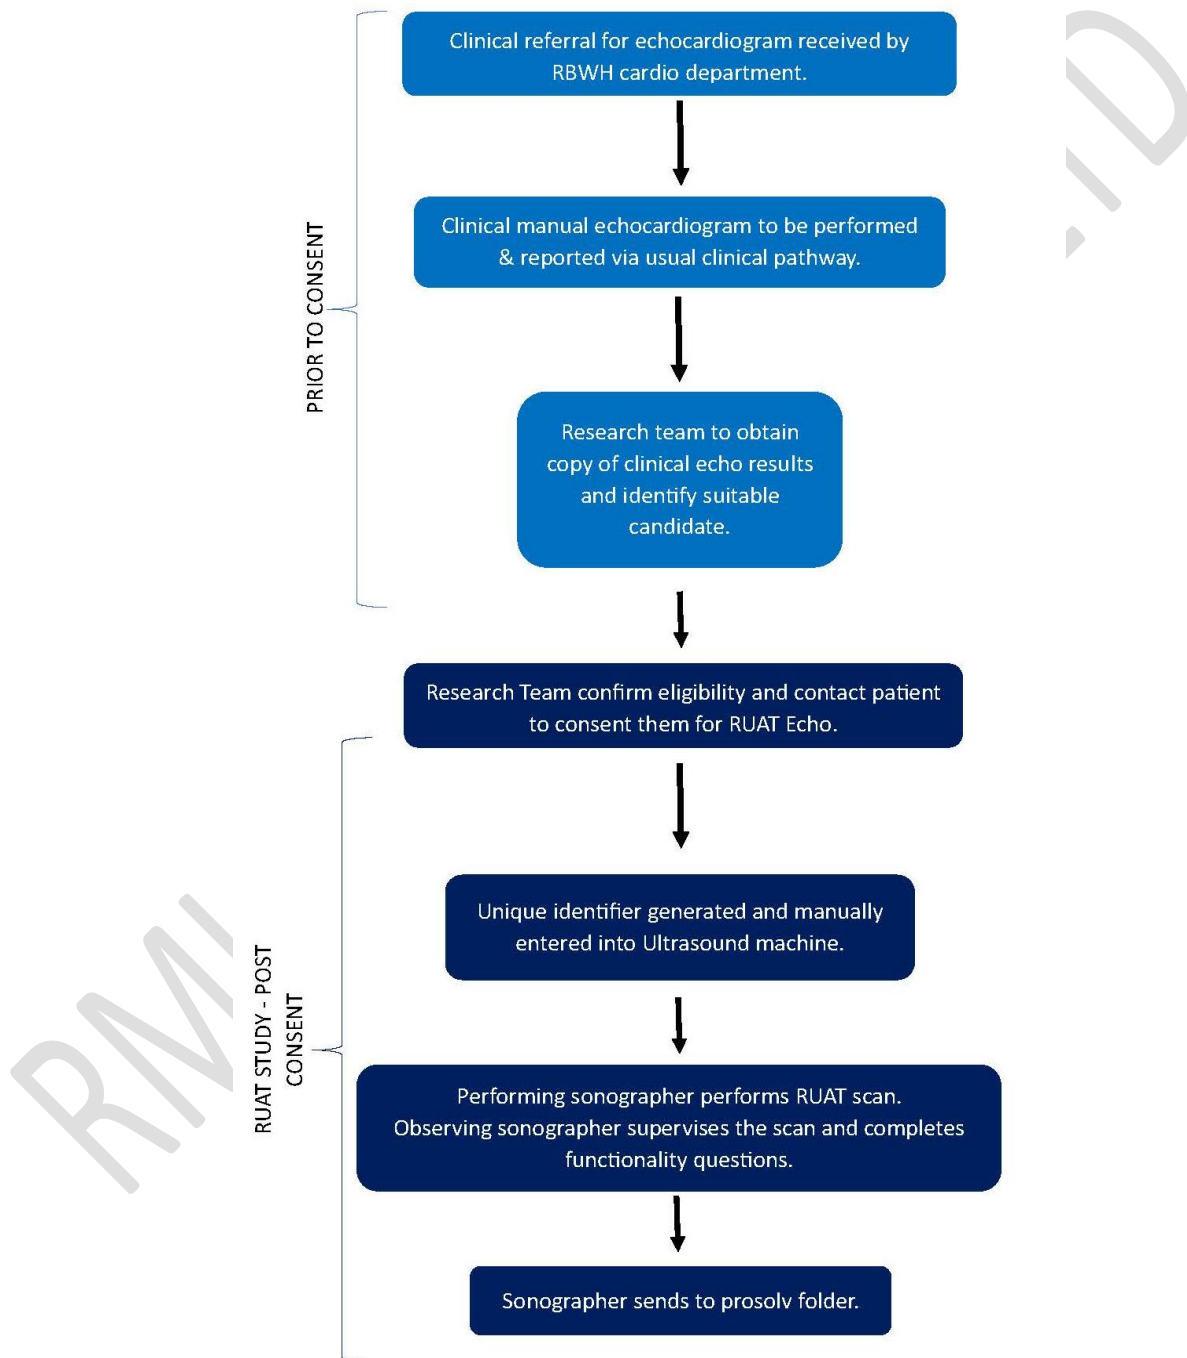 Clinical referral for echocardiogram received by
RBWH cardio department.
Clinical manual echocardiogram to be performed
& reported via usual clinical pathway.
PRIOR TO CONSENT
Research team to obtain
copy of clinical echo results
and identify suitable
candidate.
Research Team confirm eligibility and contact patient
to consent them for RUAT Echo.
Unique identifier generated and manually
entered into Ultrasound machine.
RUAT STUDY - POST
CONSENT
Performing sonographer performs RUAT scan.
Observing sonographer supervises the scan and completes
functionality questions.
Sonographer sends to prosolv folder.